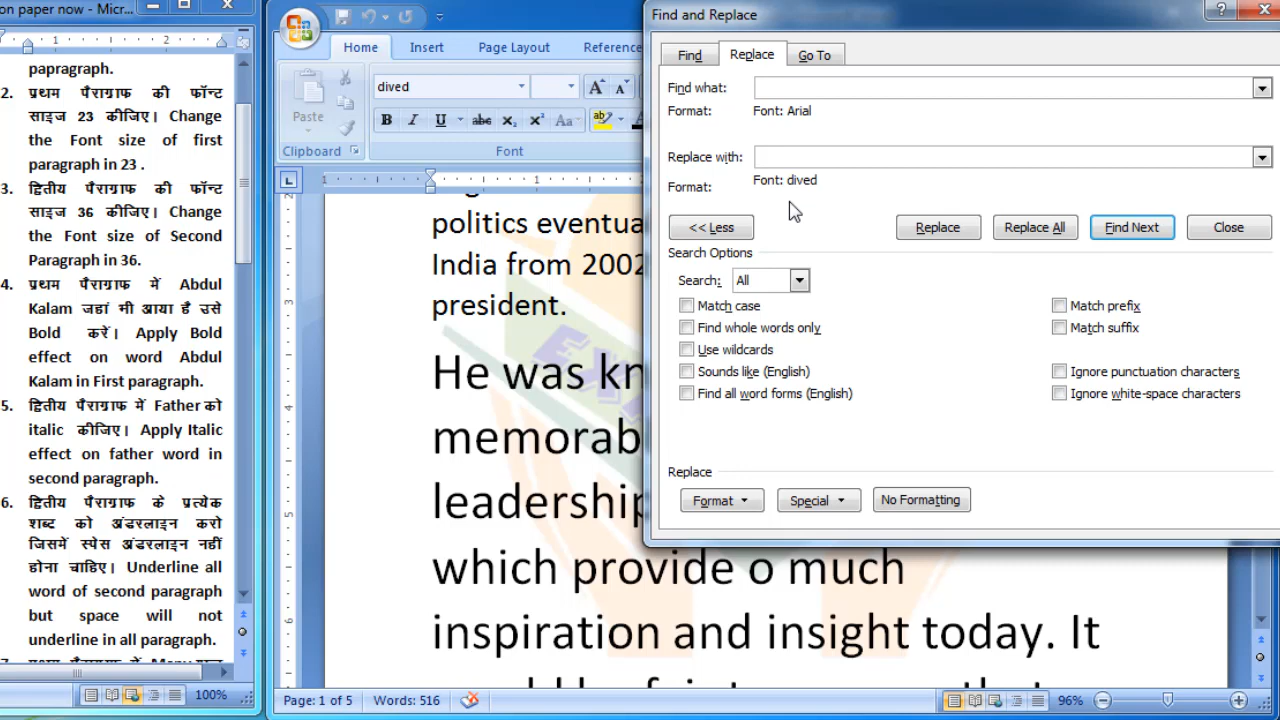 on paper now - Micr...
2
papragraph.
2. प्रथम पैराग्राफ की फॉन्ट
साइज 23 कीजिए। Change
the Font size of first
paragraph in 23 .
3. द्वितीय पैराग्राफ की फॉन्ट
साइज 36 कीजिए। Change
the Font size of Second
Paragraph in 36.
4. प्रथम पैराग्राफ में Abdul
Kalam जहां भी आया है उसे
Bold करें। Apply Bold
effect on word Abdul
Kalam in First paragraph.
5. द्वितीय पैराग्राफ में Father को
italic कीजिए। Apply Italic
effect on father word in
second paragraph.
6. द्वितीय पैराग्राफ के प्रत्येक
शब्द को अंडरलाइन करो
जिसमें स्पेस अंडरलाइन नहीं
होना चाहिए। Underline all
word of second paragraph
but space will not
underline in all paragraph.
100%
Home Insert Page Layout Reference
dived
Paste
Clipboard Font
1 1 2
politics eventua
India from 2002
president.
He was kn
memorab
leadership
which provide o much
inspiration and insight today. It
Page: 1 of 5 Words: 516 96%
Find and Replace
Find Replace Go To
Find what:
Format: Font: Arial
Replace with:
Format: Font: dived
<< Less Replace Replace All Find Next Close
Search Options
Search: All
Match case Match prefix
Find whole words only Match suffix
Use wildcards
Sounds like (English) Ignore punctuation characters
Find all word forms (English) Ignore white-space characters
Replace
Format Special No Formatting